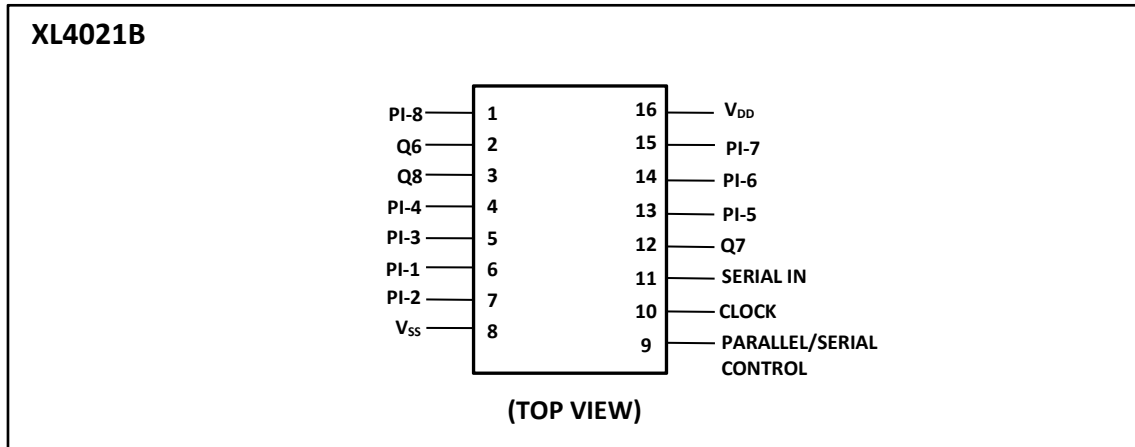 XL4021B
PI-8 1 16 VDD
Q6 2 15 PI-7
Q8 3 14 PI-6
PI-4 4 13 PI-5
PI-3 5 12 Q7
PI-1 6 11 SERIAL IN
PI-2 7 10 CLOCK
VSS 8 9 PARALLEL/SERIAL
CONTROL
(TOP VIEW)